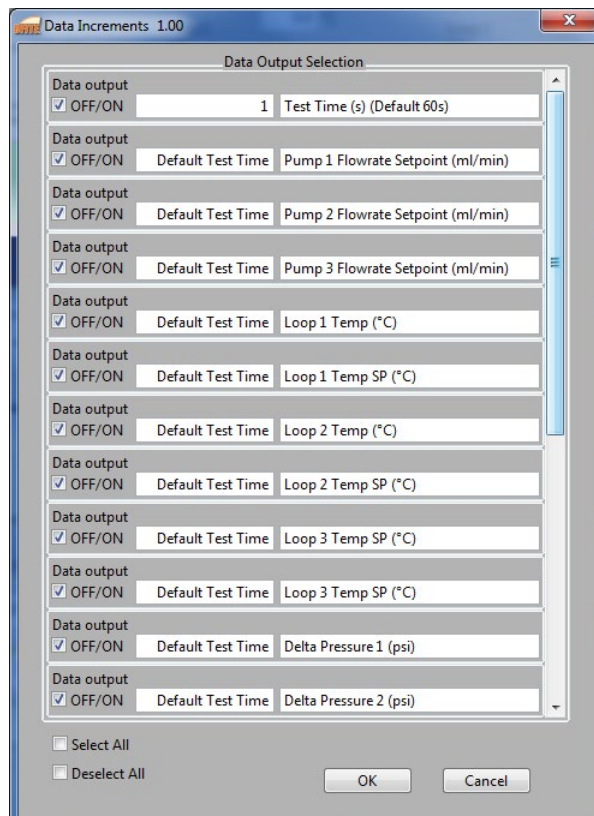 Data Increments 1.00
Data Output Selection
Data output
OFF/ON 1 Test Time (s) (Default 60s)
Data output
OFF/ON Default Test Time Pump 1 Flowrate Setpoint (ml/min)
Data output
OFF/ON Default Test Time Pump 2 Flowrate Setpoint (ml/min)
Data output
OFF/ON Default Test Time Pump 3 Flowrate Setpoint (ml/min)
Data output
OFF/ON Default Test Time Loop 1 Temp (°C)
Data output
OFF/ON Default Test Time Loop 1 Temp SP (°C)
Data output
OFF/ON Default Test Time Loop 2 Temp (°C)
Data output
OFF/ON Default Test Time Loop 2 Temp SP (°C)
Data output
OFF/ON Default Test Time Loop 3 Temp SP (°C)
Data output
OFF/ON Default Test Time Loop 3 Temp SP (°C)
Data output
OFF/ON Default Test Time Delta Pressure 1 (psi)
Data output
OFF/ON Default Test Time Delta Pressure 2 (psi)
Select All
Deselect All
OK Cancel